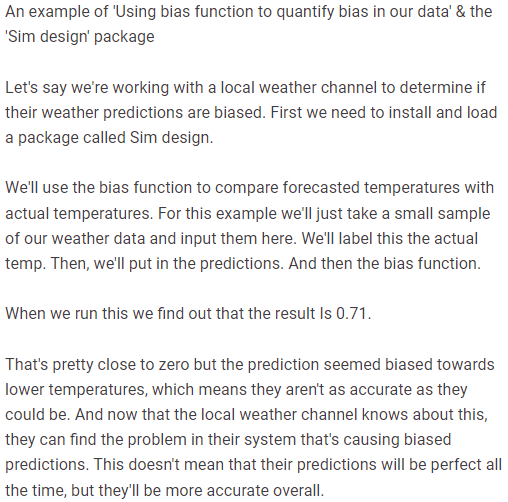 An example of 'Using bias function to quantify bias in our data' & the
'Sim design' package
Let's say we're working with a local weather channel to determine if
their weather predictions are biased. First we need to install and load
a package called Sim design.
We'll use the bias function to compare forecasted temperatures with
actual temperatures. For this example we'll just take a small sample
of our weather data and input them here. We'll label this the actual
temp. Then, we'll put in the predictions. And then the bias function.
When we run this we find out that the result Is 0.71.
That's pretty close to zero but the prediction seemed biased towards
lower temperatures, which means they aren't as accurate as they
could be. And now that the local weather channel knows about this,
they can find the problem in their system that's causing biased
predictions. This doesn't mean that their predictions will be perfect all
the time, but they'll be more accurate overall.